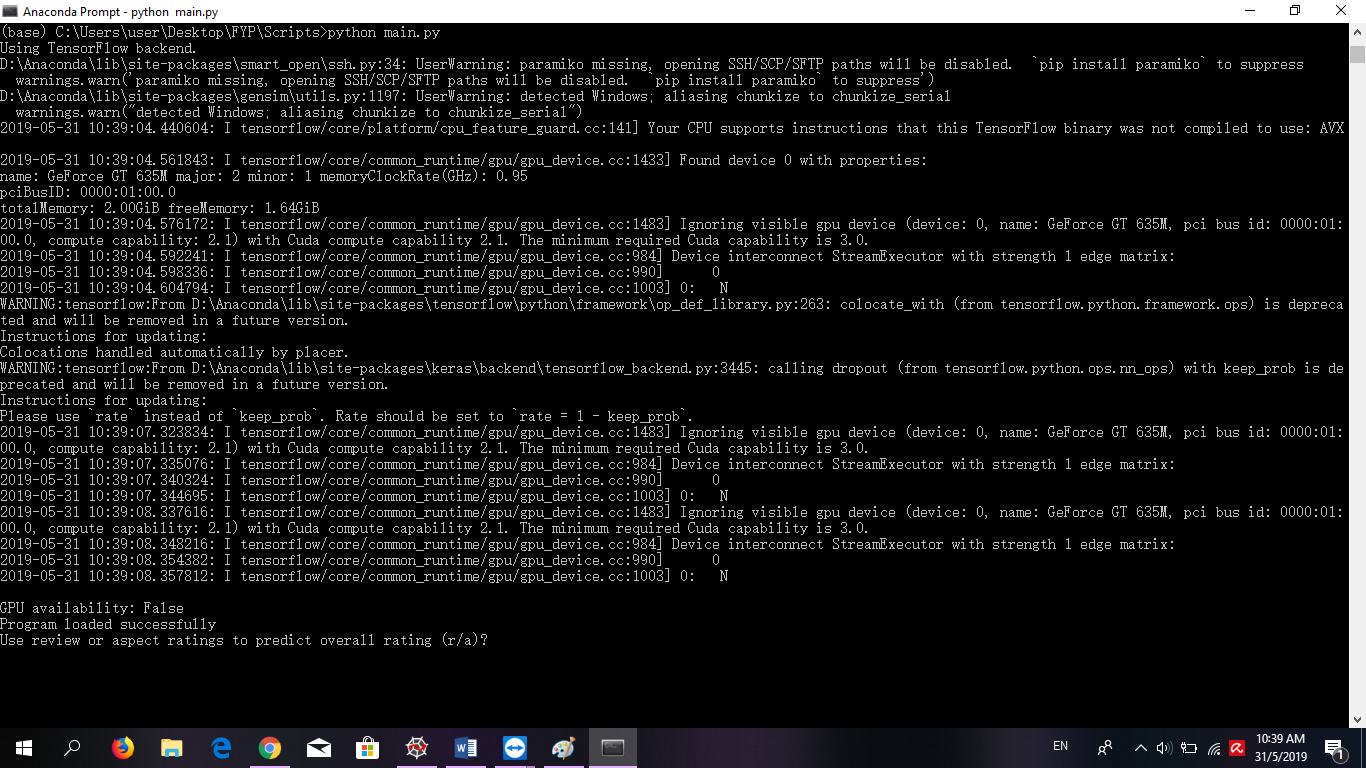 Anaconda Prompt - python  main.py
(base) C:\Users\user\Desktop\FYP\Scripts>python main.py
Using TensorFlow backend.
D:\Anaconda\lib\site-packages\smart_open\ssh.py:34: UserWarning: paramiko missing, opening SSH/SCP/SFTP paths will be disabled.  `pip install paramiko` to suppress
  warnings.warn('paramiko missing, opening SSH/SCP/SFTP paths will be disabled.  `pip install paramiko` to suppress')
D:\Anaconda\lib\site-packages\gensim\utils.py:1197: UserWarning: detected Windows; aliasing chunkize to chunkize_serial
  warnings.warn("detected Windows; aliasing chunkize to chunkize_serial")
2019-05-31 10:39:04.440604: I tensorflow/core/platform/cpu_feature_guard.cc:141] Your CPU supports instructions that this TensorFlow binary was not compiled to use: AVX
2019-05-31 10:39:04.561843: I tensorflow/core/common_runtime/gpu/gpu_device.cc:1433] Found device 0 with properties:
name: GeForce GT 635M major: 2 minor: 1 memoryClockRate(GHz): 0.95
pciBusID: 0000:01:00.0
totalMemory: 2.00GiB freeMemory: 1.64GiB
2019-05-31 10:39:04.576172: I tensorflow/core/common_runtime/gpu/gpu_device.cc:1483] Ignoring visible gpu device (device: 0, name: GeForce GT 635M, pci bus id: 0000:01:
00.0, compute capability: 2.1) with Cuda compute capability 2.1. The minimum required Cuda capability is 3.0.
2019-05-31 10:39:04.592241: I tensorflow/core/common_runtime/gpu/gpu_device.cc:984] Device interconnect StreamExecutor with strength 1 edge matrix:
2019-05-31 10:39:04.598336: I tensorflow/core/common_runtime/gpu/gpu_device.cc:990]      0
2019-05-31 10:39:04.604794: I tensorflow/core/common_runtime/gpu/gpu_device.cc:1003] 0:   N
WARNING:tensorflow:From D:\Anaconda\lib\site-packages\tensorflow\python\framework\op_def_library.py:263: colocate_with (from tensorflow.python.framework.ops) is depreca
ted and will be removed in a future version.
Instructions for updating:
Colocations handled automatically by placer.
WARNING:tensorflow:From D:\Anaconda\lib\site-packages\keras\backend\tensorflow_backend.py:3445: calling dropout (from tensorflow.python.ops.nn_ops) with keep_prob is de
precated and will be removed in a future version.
Instructions for updating:
Please use `rate` instead of `keep_prob`. Rate should be set to `rate = 1 - keep_prob`.
2019-05-31 10:39:07.323834: I tensorflow/core/common_runtime/gpu/gpu_device.cc:1483] Ignoring visible gpu device (device: 0, name: GeForce GT 635M, pci bus id: 0000:01:
00.0, compute capability: 2.1) with Cuda compute capability 2.1. The minimum required Cuda capability is 3.0.
2019-05-31 10:39:07.335076: I tensorflow/core/common_runtime/gpu/gpu_device.cc:984] Device interconnect StreamExecutor with strength 1 edge matrix:
2019-05-31 10:39:07.340324: I tensorflow/core/common_runtime/gpu/gpu_device.cc:990]      0
2019-05-31 10:39:07.344695: I tensorflow/core/common_runtime/gpu/gpu_device.cc:1003] 0:   N
2019-05-31 10:39:08.337616: I tensorflow/core/common_runtime/gpu/gpu_device.cc:1483] Ignoring visible gpu device (device: 0, name: GeForce GT 635M, pci bus id: 0000:01:
00.0, compute capability: 2.1) with Cuda compute capability 2.1. The minimum required Cuda capability is 3.0.
2019-05-31 10:39:08.348216: I tensorflow/core/common_runtime/gpu/gpu_device.cc:984] Device interconnect StreamExecutor with strength 1 edge matrix:
2019-05-31 10:39:08.354382: I tensorflow/core/common_runtime/gpu/gpu_device.cc:990]      0
2019-05-31 10:39:08.357812: I tensorflow/core/common_runtime/gpu/gpu_device.cc:1003] 0:   N
GPU availability: False
Program loaded successfully
Use review or aspect ratings to predict overall rating (r/a)?
EN
10:39 AM
31/5/2019
1